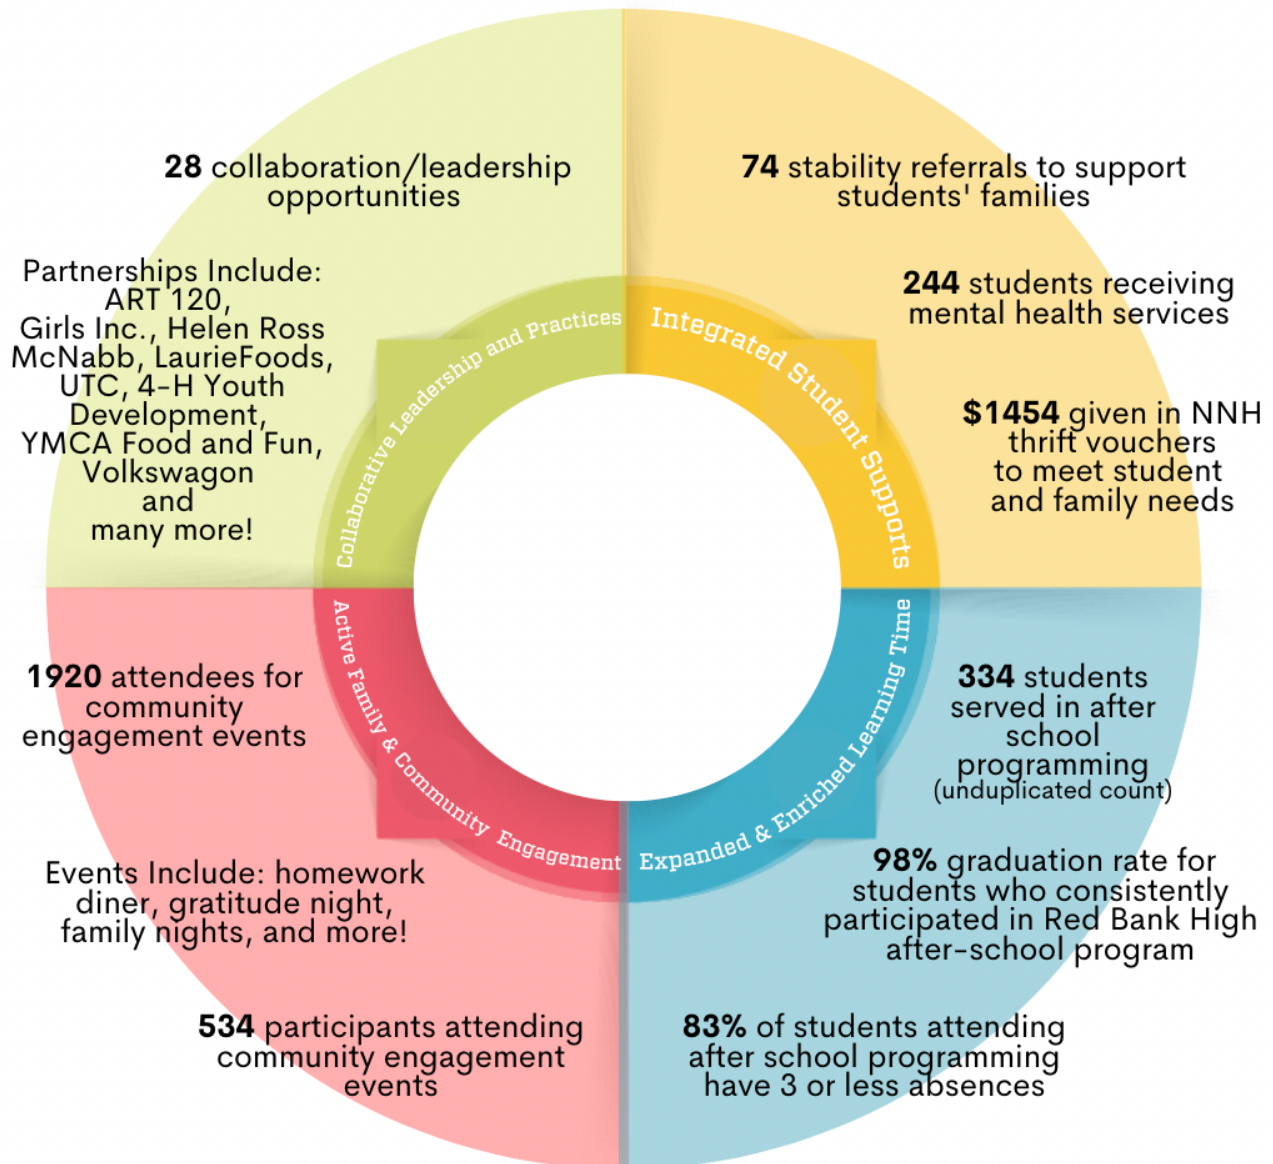 28 collaboration/leadership
opportunities
Partnerships Include:
ART 120,
Girls Inc., Helen Ross
McNabb, LaurieFoods,
UTC, 4-H Youth
Development,
YMCA Food and Fun,
Volkswagon
and
many more!
Collaborative Leadership and Practices
74 stability referrals to support
students' families
244 students receiving
mental health services
$1454 given in NNH
thrift vouchers
to meet student
and family needs
Integrated Student Supports
Active Family & Community Engagement
1920 attendees for
community
engagement events
Events Include: homework
diner, gratitude night,
family nights, and more!
534 participants attending
community engagement
events
Expanded & Enriched Learning Time
334 students
served in after
school
programming
(unduplicated count)
98% graduation rate for
students who consistently
participated in Red Bank High
after-school program
83% of students attending
after school programming
have 3 or less absences